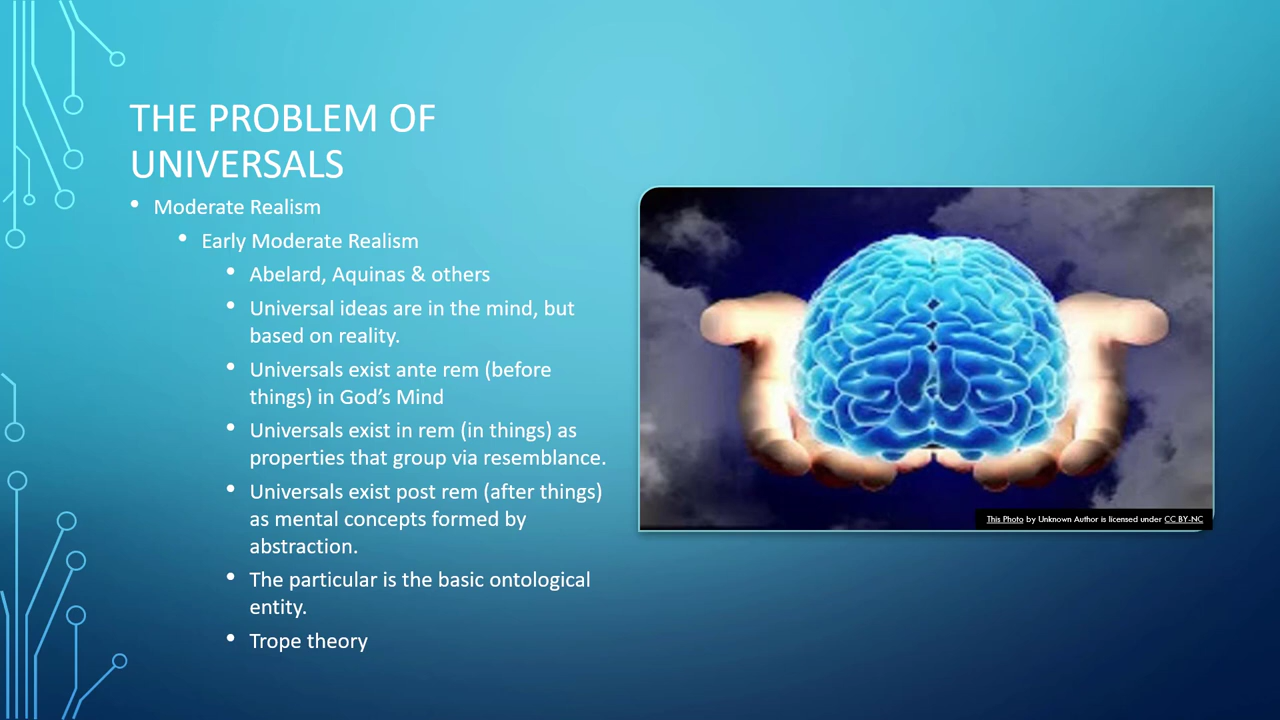 THE PROBLEM OF
UNIVERSALS
• Moderate Realism
• Early Moderate Realism
• Abelard, Aquinas & others
• Universal ideas are in the mind, but
based on reality.
• Universals exist ante rem (before
things) in God’s Mind
• Universals exist in rem (in things) as
properties that group via resemblance.
• Universals exist post rem (after things)
as mental concepts formed by
abstraction.
• The particular is the basic ontological
entity.
• Trope theory
This Photo by Unknown Author is licensed under CC BY-NC